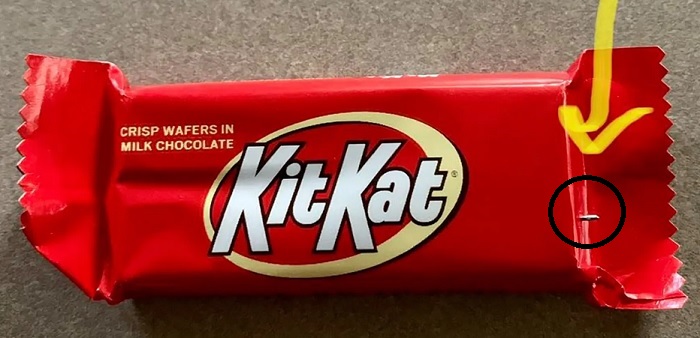 CRISP WAFERS IN
MILK CHOCOLATE
KitKat®